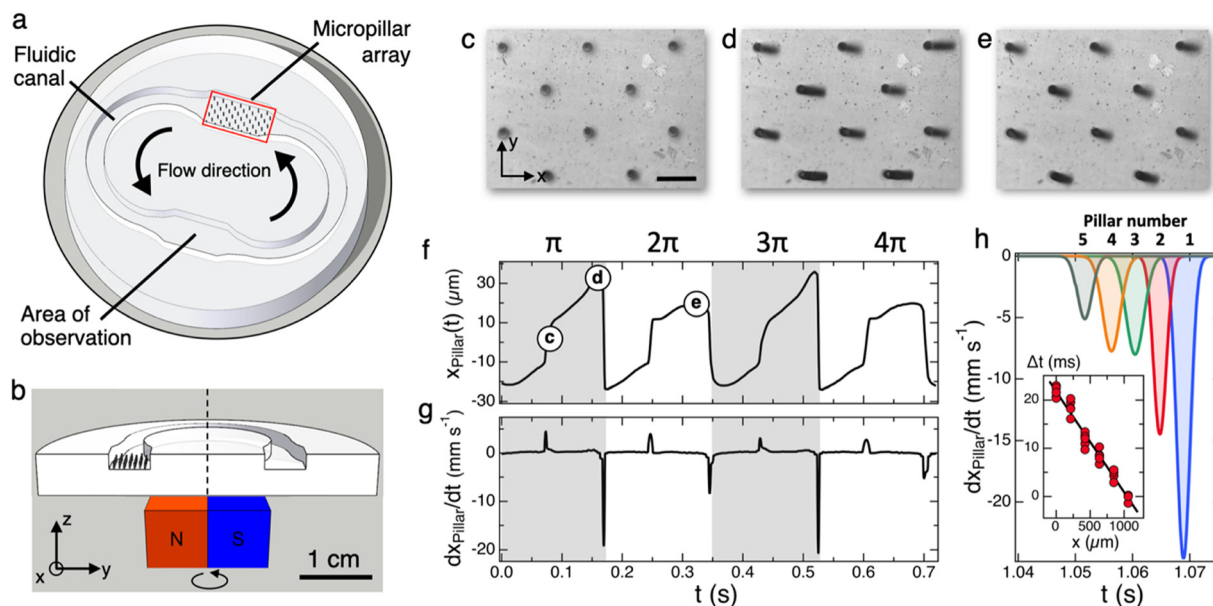 a
Fluidic
canal
Micropillar
array
Flow direction
Area of
observation
b
z
x
y
N
S
1 cm
c
y
x
d
e
f
π
2π
3π
4π
x_Pillar(t) (µm)
30
10
-10
-30
c
d
e
g
dx_Pillar/dt (mm s⁻¹)
0
-10
-20
0.0 0.1 0.2 0.3 0.4 0.5 0.6 0.7
t (s)
h
Pillar number
5 4 3 2 1
dx_Pillar/dt (mm s⁻¹)
0
-5
-10
-15
-20
Δt (ms)
20
10
0
0 500 1000
x (µm)
1.04 1.05 1.06 1.07
t (s)